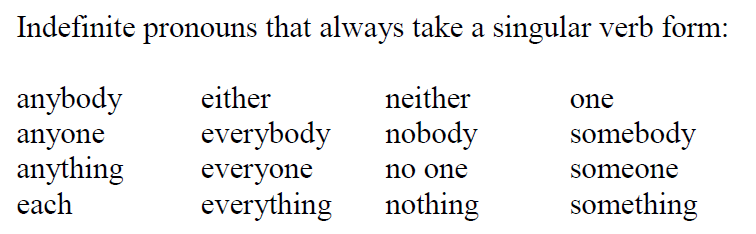 Indefinite pronouns that always take a singular verb form:
anybody either neither one
anyone everybody nobody somebody
anything everyone no one someone
each everything nothing something